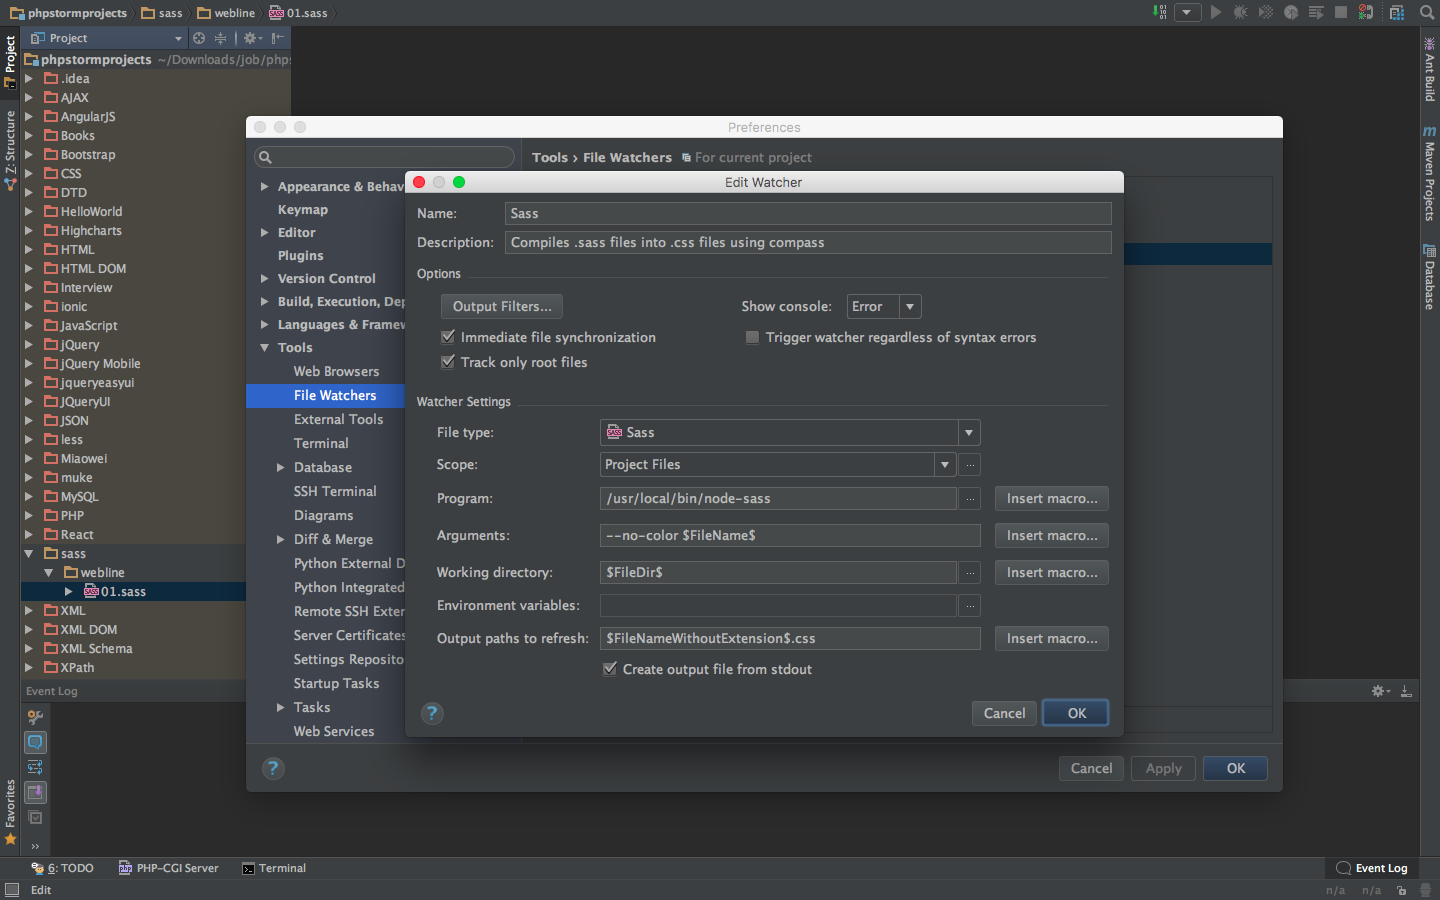 phpstormprojects sass webline 01.sass
Project
phpstormprojects ~/Downloads/job/php
.idea
AJAX
AngularJS
Books
Bootstrap
CSS
DTD
HelloWorld
Highcharts
HTML
HTML DOM
Interview
ionic
JavaScript
jQuery
jQuery Mobile
jqueryeasyui
JQueryUI
JSON
less
Miaowei
muke
MySQL
PHP
React
sass
webline
01.sass
XML
XML DOM
XML Schema
XPath
Project
Z: Structure
Favorites
Ant Build
Maven Projects
Database
Preferences
Tools › File Watchers For current project
Appearance & Behav
Keymap
Editor
Plugins
Version Control
Build, Execution, Dep
Languages & Framew
Tools
Web Browsers
File Watchers
External Tools
Terminal
Database
SSH Terminal
Diagrams
Diff & Merge
Python External D
Python Integrated
Remote SSH Exter
Server Certificates
Settings Reposito
Startup Tasks
Tasks
Web Services
Edit Watcher
Name: Sass
Description: Compiles .sass files into .css files using compass
Options
Output Filters... Show console: Error
Immediate file synchronization Trigger watcher regardless of syntax errors
Track only root files
Watcher Settings
File type: Sass
Scope: Project Files ...
Program: /usr/local/bin/node-sass ... Insert macro...
Arguments: --no-color $FileName$ Insert macro...
Working directory: $FileDir$ ... Insert macro...
Environment variables: ...
Output paths to refresh: $FileNameWithoutExtension$.css Insert macro...
Create output file from stdout
? Cancel OK
? Cancel Apply OK
Event Log
6: TODO PHP-CGI Server Terminal Event Log
Edit n/a n/a